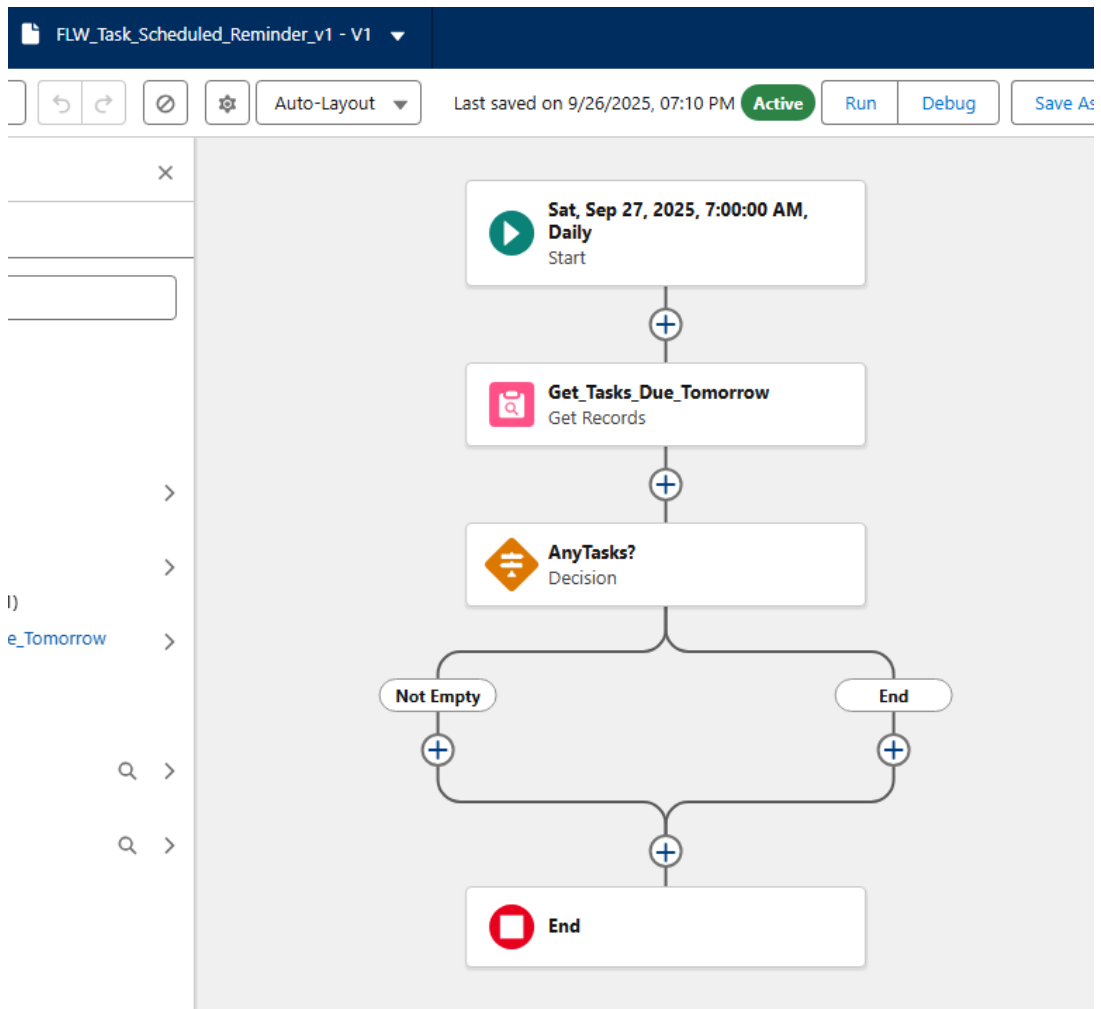 FLW_Task_Scheduled_Reminder_v1 - V1
Auto-Layout
Last saved on 9/26/2025, 07:10 PM
Active
Run
Debug
Save As
Sat, Sep 27, 2025, 7:00:00 AM,
Daily
Start
Get_Tasks_Due_Tomorrow
Get Records
AnyTasks?
Decision
l)
e_Tomorrow
Not Empty
End
End